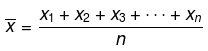 x̄ = (x₁ + x₂ + x₃ + ··· + xₙ) / n